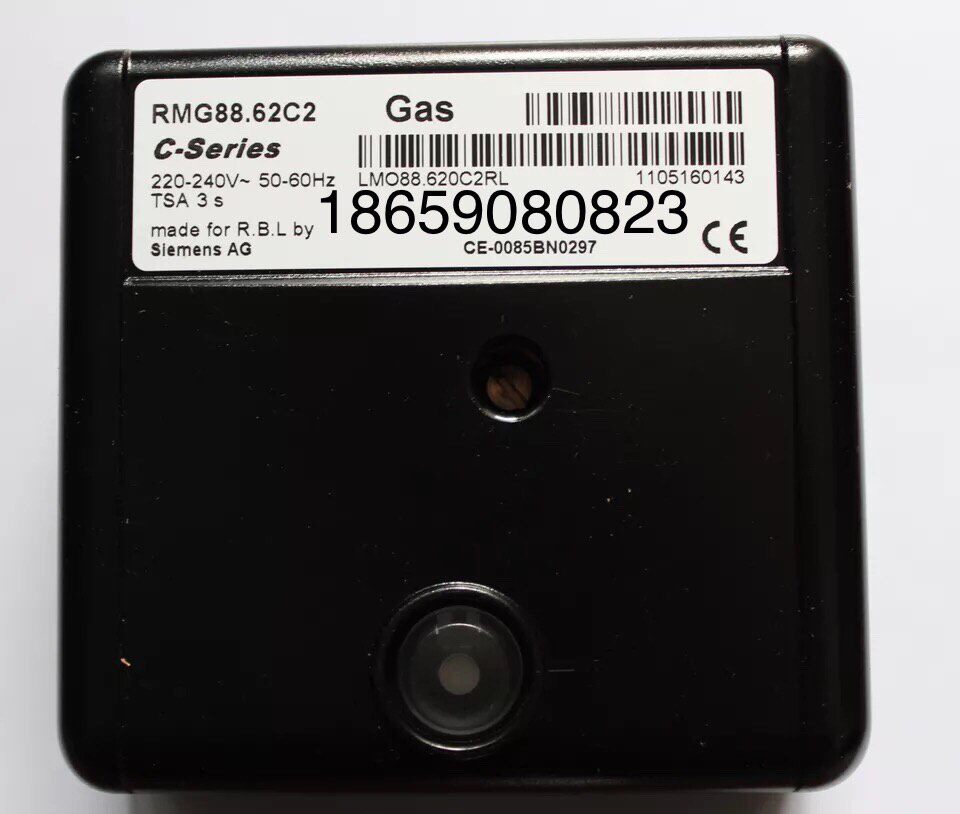 RMG88.62C2 Gas
C-Series
220-240V~ 50-60Hz LMO88.620C2RL 1105160143
TSA 3 s
18659080823
made for R.B.L by
Siemens AG CE-0085BN0297 CE